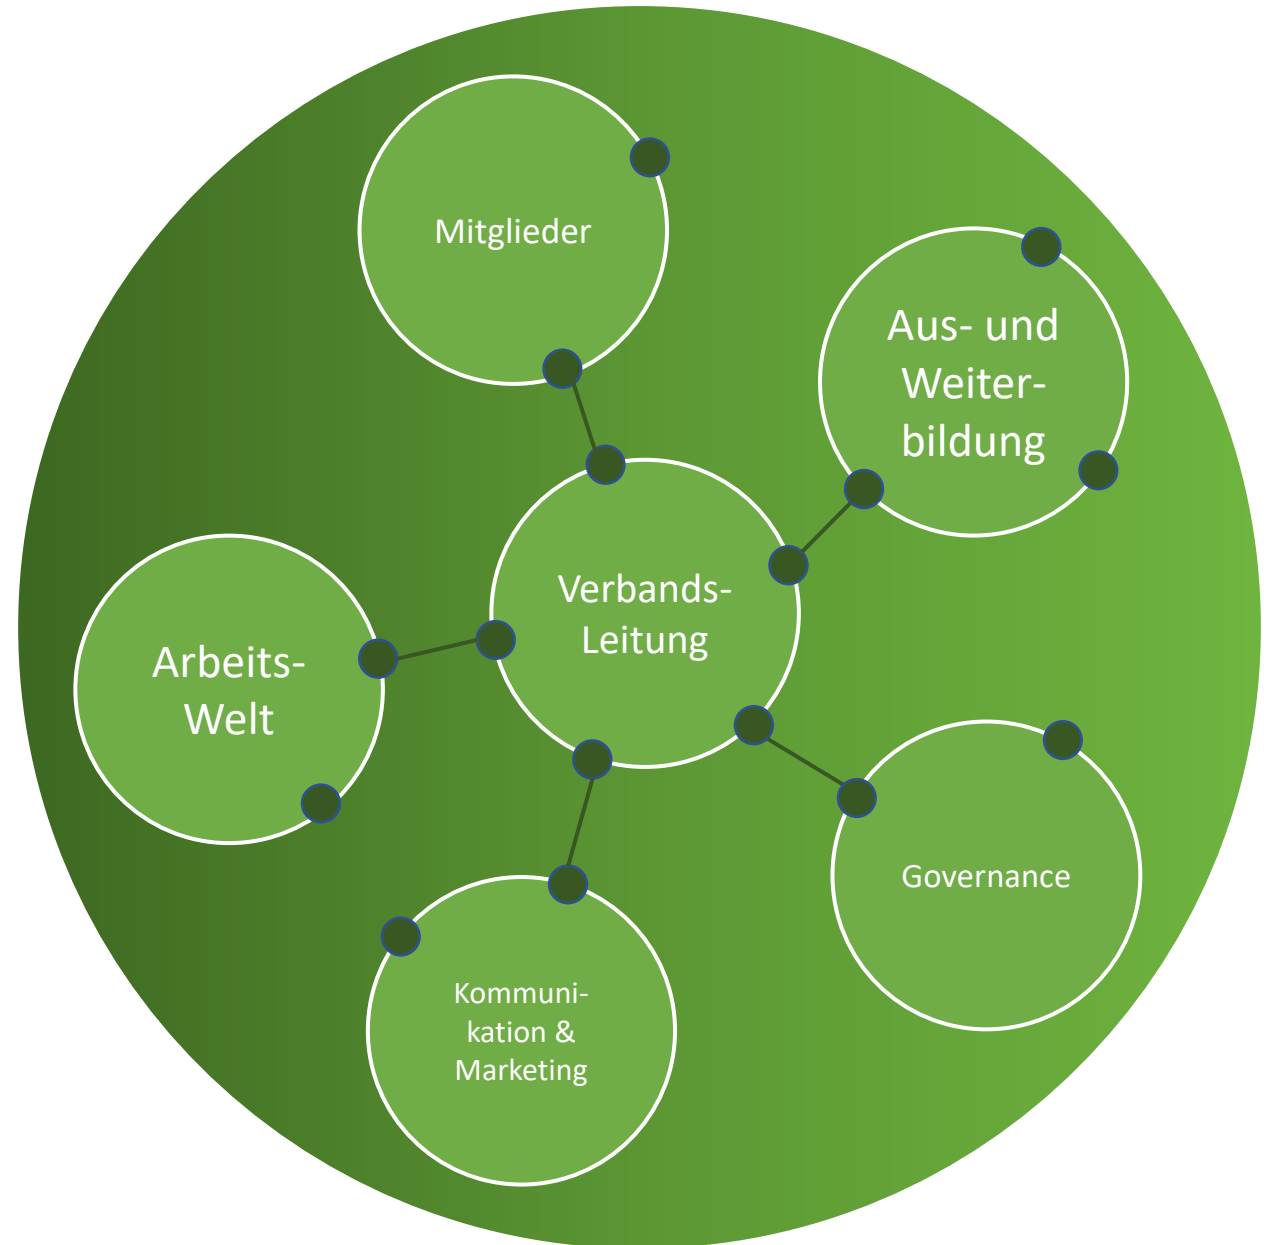 Mitglieder
Aus- und
Weiter-
bildung
Verbands-
Leitung
Arbeits-
Welt
Governance
Kommuni-
kation &
Marketing